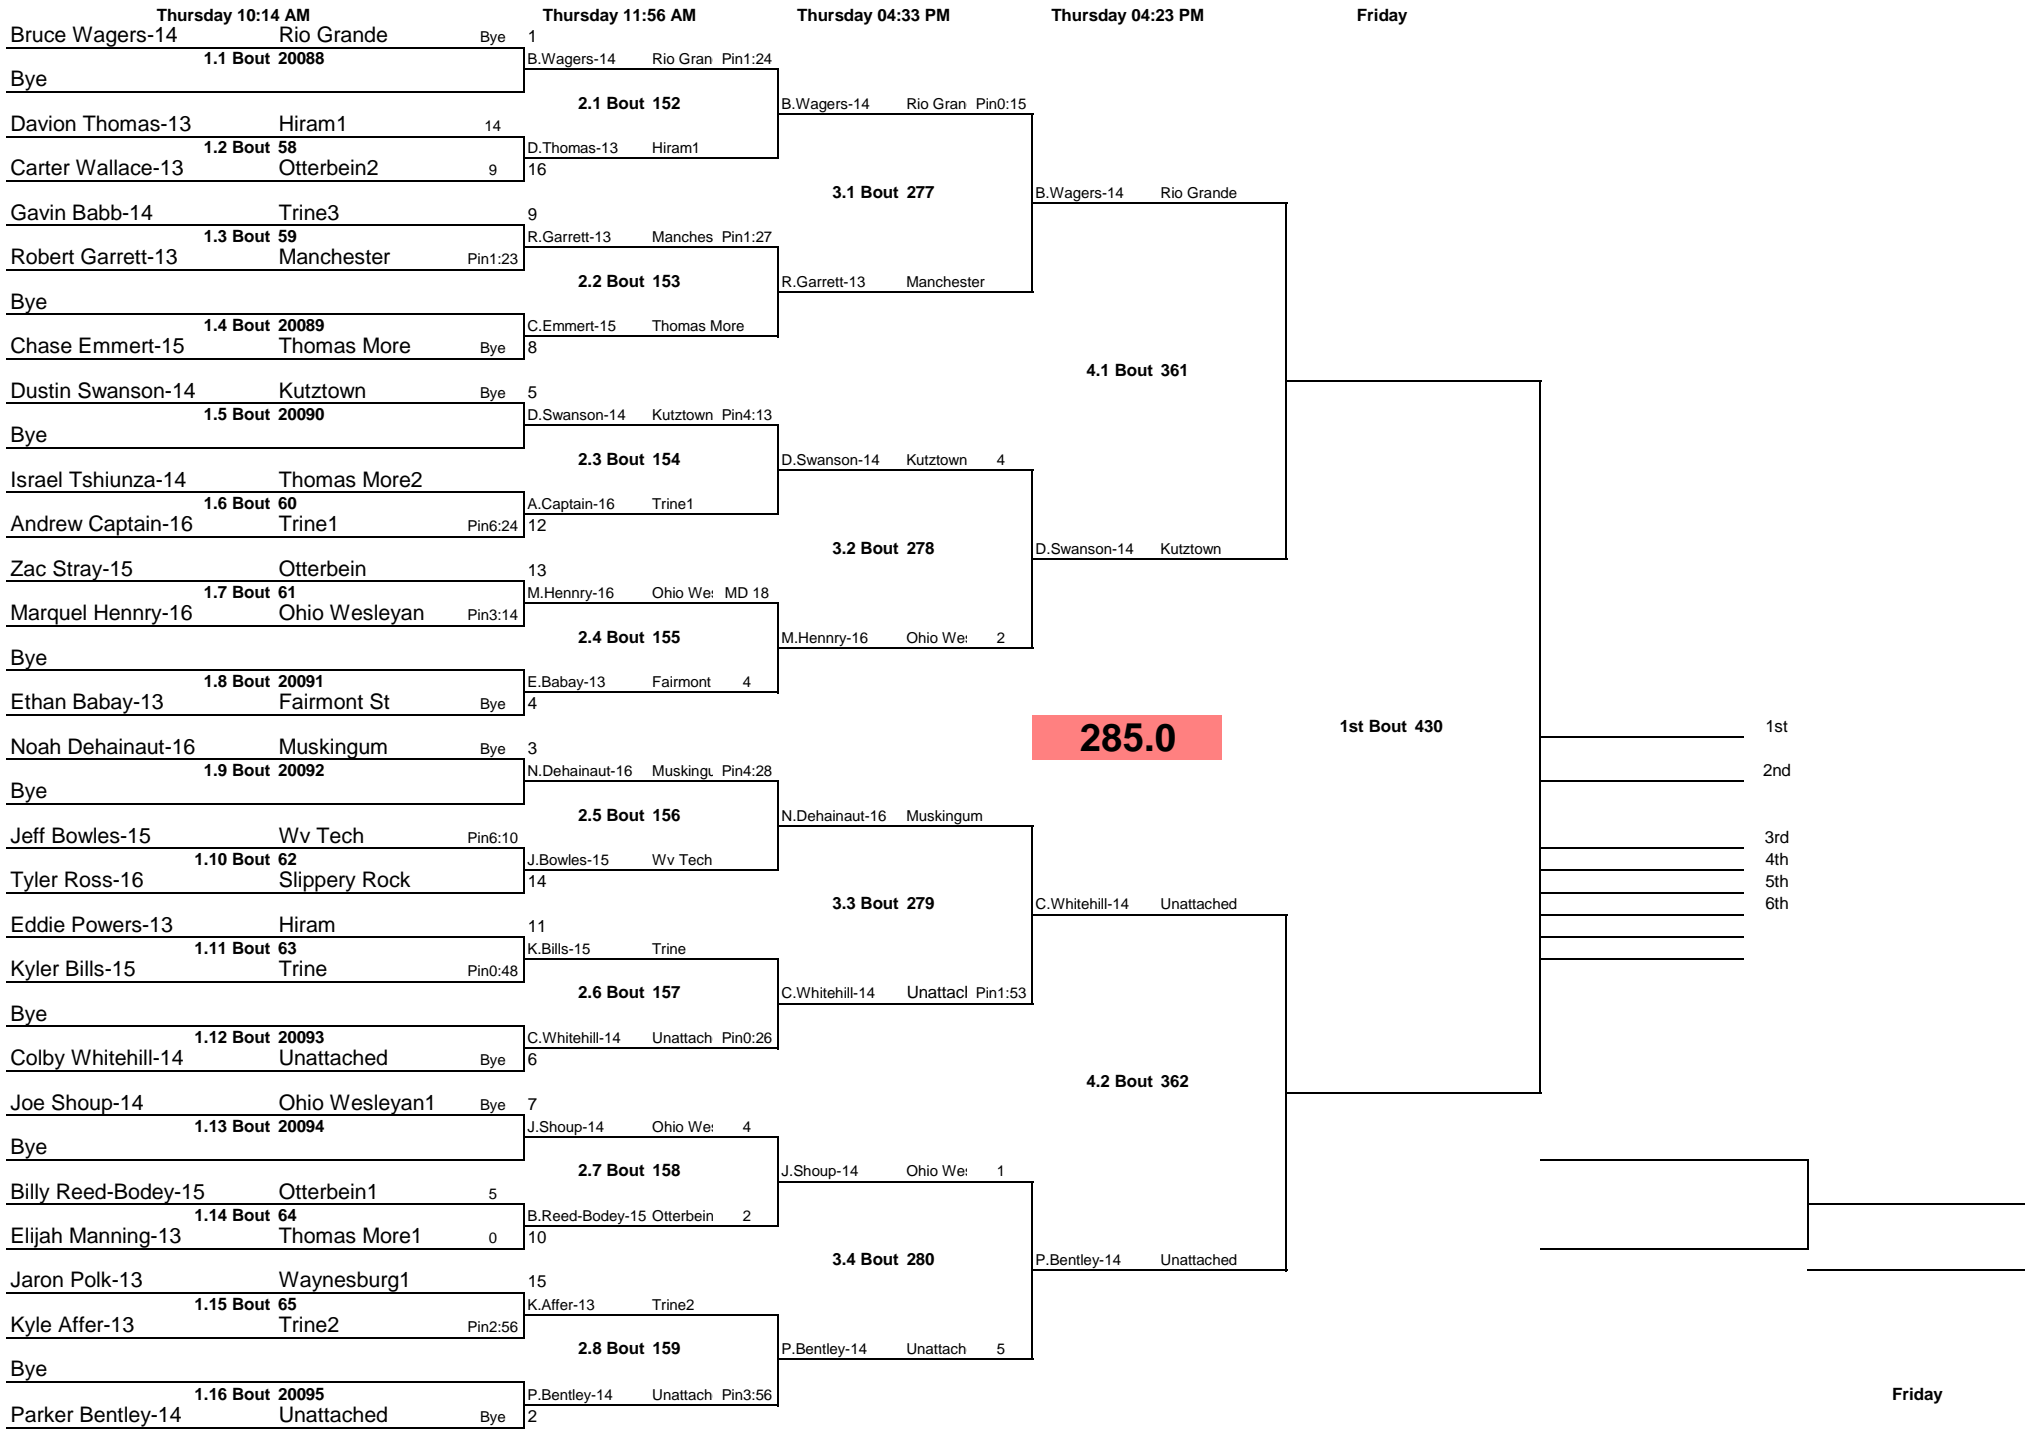 Thursday 10:14 AM Thursday 11:56 AM Thursday 04:33 PM Thursday 04:23 PM Friday
Bruce Wagers-14 Rio Grande Bye 1
1.1 Bout 20088 B.Wagers-14 Rio Gran Pin1:24
Bye
2.1 Bout 152 B.Wagers-14 Rio Gran Pin0:15
Davion Thomas-13 Hiram1 14
1.2 Bout 58 D.Thomas-13 Hiram1
Carter Wallace-13 Otterbein2 9 16
3.1 Bout 277 B.Wagers-14 Rio Grande
Gavin Babb-14 Trine3 9
1.3 Bout 59 R.Garrett-13 Manches Pin1:27
Robert Garrett-13 Manchester Pin1:23
2.2 Bout 153 R.Garrett-13 Manchester
Bye
1.4 Bout 20089 C.Emmert-15 Thomas More
Chase Emmert-15 Thomas More Bye 8
4.1 Bout 361
Dustin Swanson-14 Kutztown Bye 5
1.5 Bout 20090 D.Swanson-14 Kutztown Pin4:13
Bye
2.3 Bout 154 D.Swanson-14 Kutztown 4
Israel Tshiunza-14 Thomas More2
1.6 Bout 60 A.Captain-16 Trine1
Andrew Captain-16 Trine1 Pin6:24 12
3.2 Bout 278 D.Swanson-14 Kutztown
Zac Stray-15 Otterbein 13
1.7 Bout 61 M.Hennry-16 Ohio Wes MD 18
Marquel Hennry-16 Ohio Wesleyan Pin3:14
2.4 Bout 155 M.Hennry-16 Ohio Wes 2
Bye
1.8 Bout 20091 E.Babay-13 Fairmont 4
Ethan Babay-13 Fairmont St Bye 4
285.0 1st Bout 430 1st
Noah Dehainaut-16 Muskingum Bye 3
1.9 Bout 20092 N.Dehainaut-16 Muskingu Pin4:28 2nd
Bye
2.5 Bout 156 N.Dehainaut-16 Muskingum
Jeff Bowles-15 Wv Tech Pin6:10 3rd
1.10 Bout 62 J.Bowles-15 Wv Tech 4th
Tyler Ross-16 Slippery Rock 14 5th
3.3 Bout 279 C.Whitehill-14 Unattached 6th
Eddie Powers-13 Hiram 11
1.11 Bout 63 K.Bills-15 Trine
Kyler Bills-15 Trine Pin0:48
2.6 Bout 157 C.Whitehill-14 Unattacl Pin1:53
Bye
1.12 Bout 20093 C.Whitehill-14 Unattach Pin0:26
Colby Whitehill-14 Unattached Bye 6
4.2 Bout 362
Joe Shoup-14 Ohio Wesleyan1 Bye 7
1.13 Bout 20094 J.Shoup-14 Ohio Wes 4
Bye
2.7 Bout 158 J.Shoup-14 Ohio Wes 1
Billy Reed-Bodey-15 Otterbein1 5
1.14 Bout 64 B.Reed-Bodey-15 Otterbein 2
Elijah Manning-13 Thomas More1 0 10
3.4 Bout 280 P.Bentley-14 Unattached
Jaron Polk-13 Waynesburg1 15
1.15 Bout 65 K.Affer-13 Trine2
Kyle Affer-13 Trine2 Pin2:56
2.8 Bout 159 P.Bentley-14 Unattach 5
Bye
1.16 Bout 20095 P.Bentley-14 Unattach Pin3:56 Friday
Parker Bentley-14 Unattached Bye 2